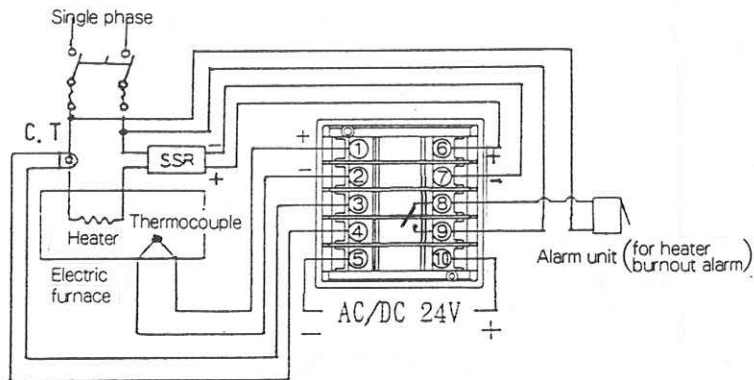 Single phase
C. T
SSR
-
+
+
-
1
2
3
4
5
6
7
8
9
10
+
-
Heater
Thermocouple
Electric
furnace
AC/DC 24V
-
+
Alarm unit (for heater
burnout alarm)